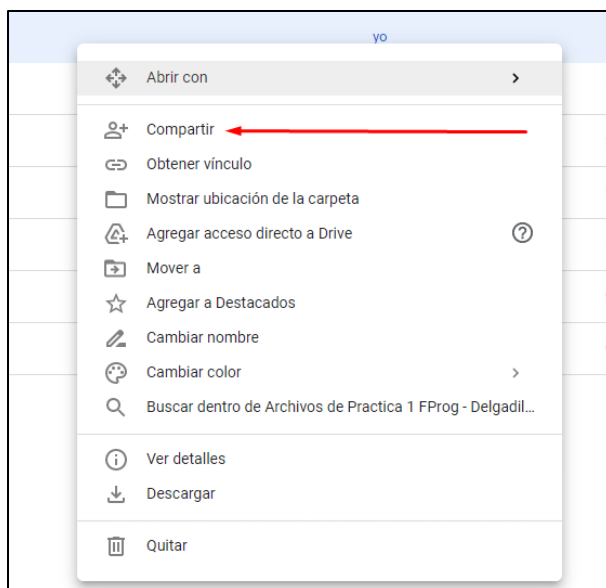 yo
Abrir con
Compartir
Obtener vínculo
Mostrar ubicación de la carpeta
Agregar acceso directo a Drive
Mover a
Agregar a Destacados
Cambiar nombre
Cambiar color
Buscar dentro de Archivos de Practica 1 FProg - Delgadil...
Ver detalles
Descargar
Quitar